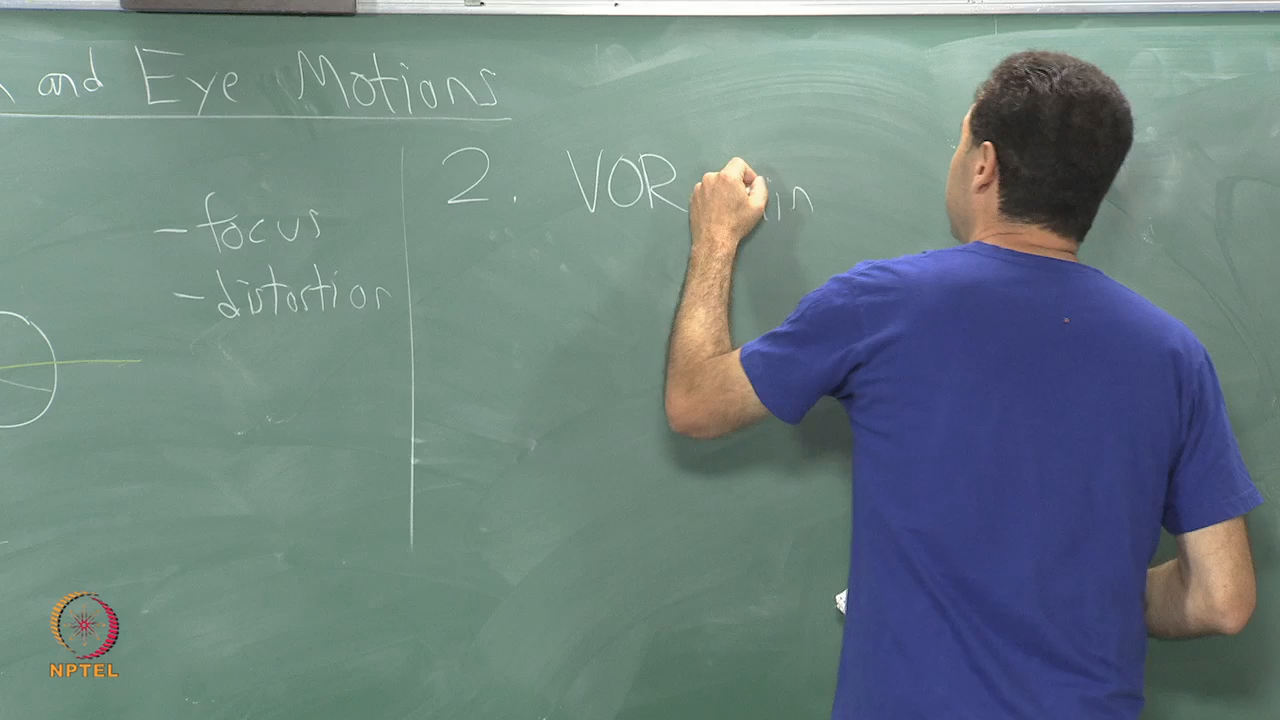 and Eye Motions
- focus
- distortion
2. VOR
NPTEL